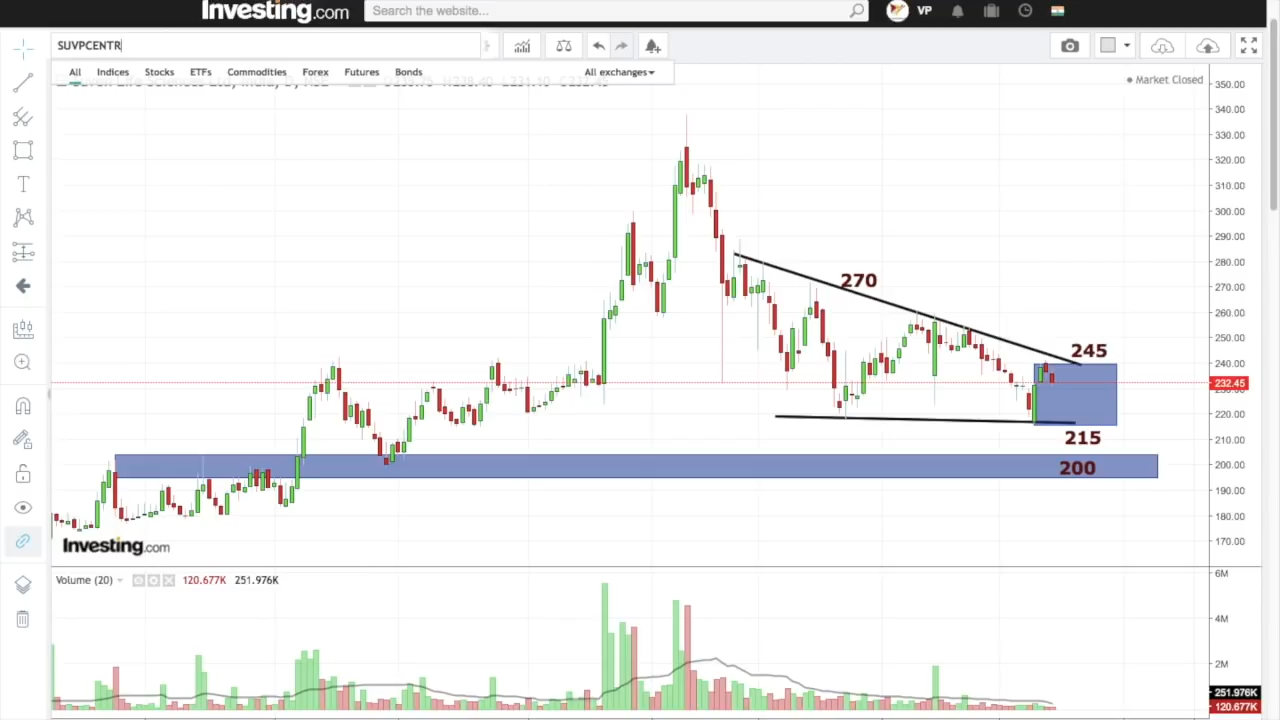 Investing.com
Search the website...
VP
SUVPCENTR
All Indices Stocks ETFs Commodities Forex Futures Bonds All exchanges
Market Closed
350.00
340.00
330.00
320.00
310.00
300.00
290.00
280.00
270
270.00
260.00
250.00
245
240.00
232.45
220.00
215
210.00
200
200.00
190.00
180.00
170.00
Investing.com
Volume (20) 120.677K 251.976K
6M
4M
2M
251.976K
120.677K